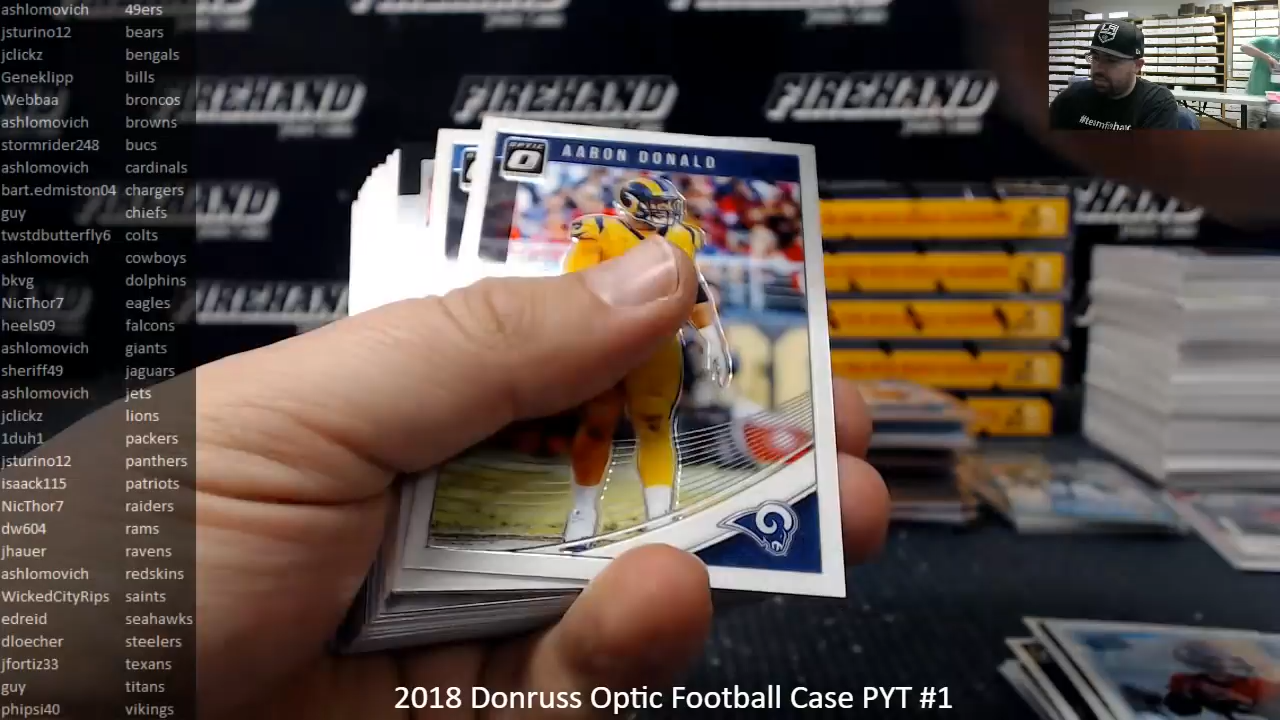 ashlomovich 49ers
jsturino12 bears
jclickz bengals
Geneklipp bills
Webbaa broncos
ashlomovich browns
stormrider248 bucs
ashlomovich cardinals
bart.edmiston04 chargers
guy chiefs
twstdbutterfly6 colts
ashlomovich cowboys
bkvg dolphins
NicThor7 eagles
heels09 falcons
ashlomovich giants
sheriff49 jaguars
ashlomovich jets
jclickz lions
1duh1 packers
jsturino12 panthers
isaack115 patriots
NicThor7 raiders
dw604 rams
jhauer ravens
ashlomovich redskins
WickedCityRips saints
edreid seahawks
dloecher steelers
jfortiz33 texans
guy titans
phipsi40 vikings
FIREHAND FIREHAND FIREHAND
OPTIC
AARON DONALD
2018 Donruss Optic Football Case PYT #1